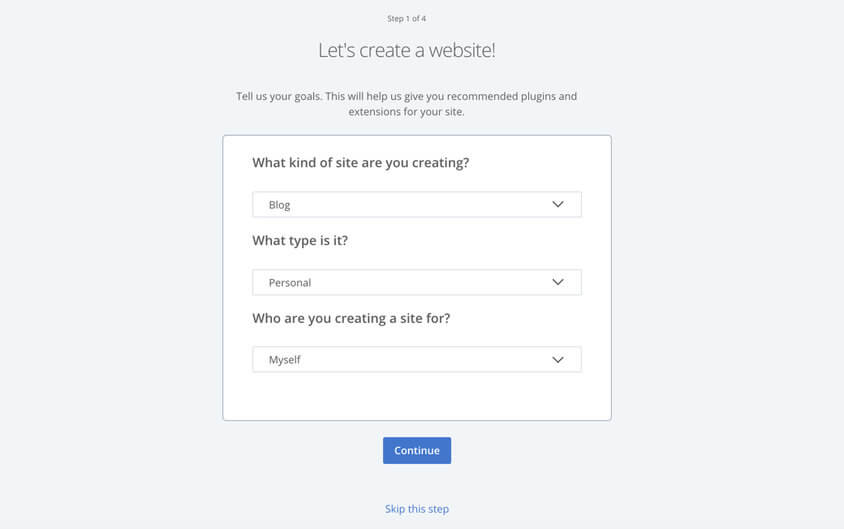 Step 1 of 4
Let's create a website!
Tell us your goals. This will help us give you recommended plugins and
extensions for your site.
What kind of site are you creating?
Blog
What type is it?
Personal
Who are you creating a site for?
Myself
Continue
Skip this step